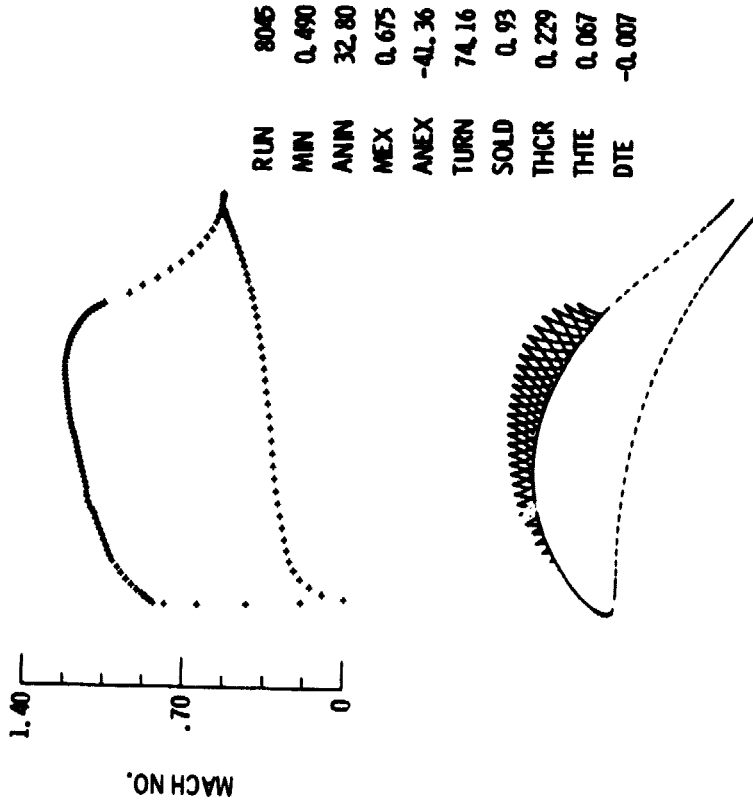 1.40
.70
0
MACH NO.
RUN 8045
MIN 0.490
ANIN 32.80
MEX 0.675
ANEX -41.36
TURN 74.16
SOLD 0.93
THCR 0.229
THTE 0.067
DTE -0.007